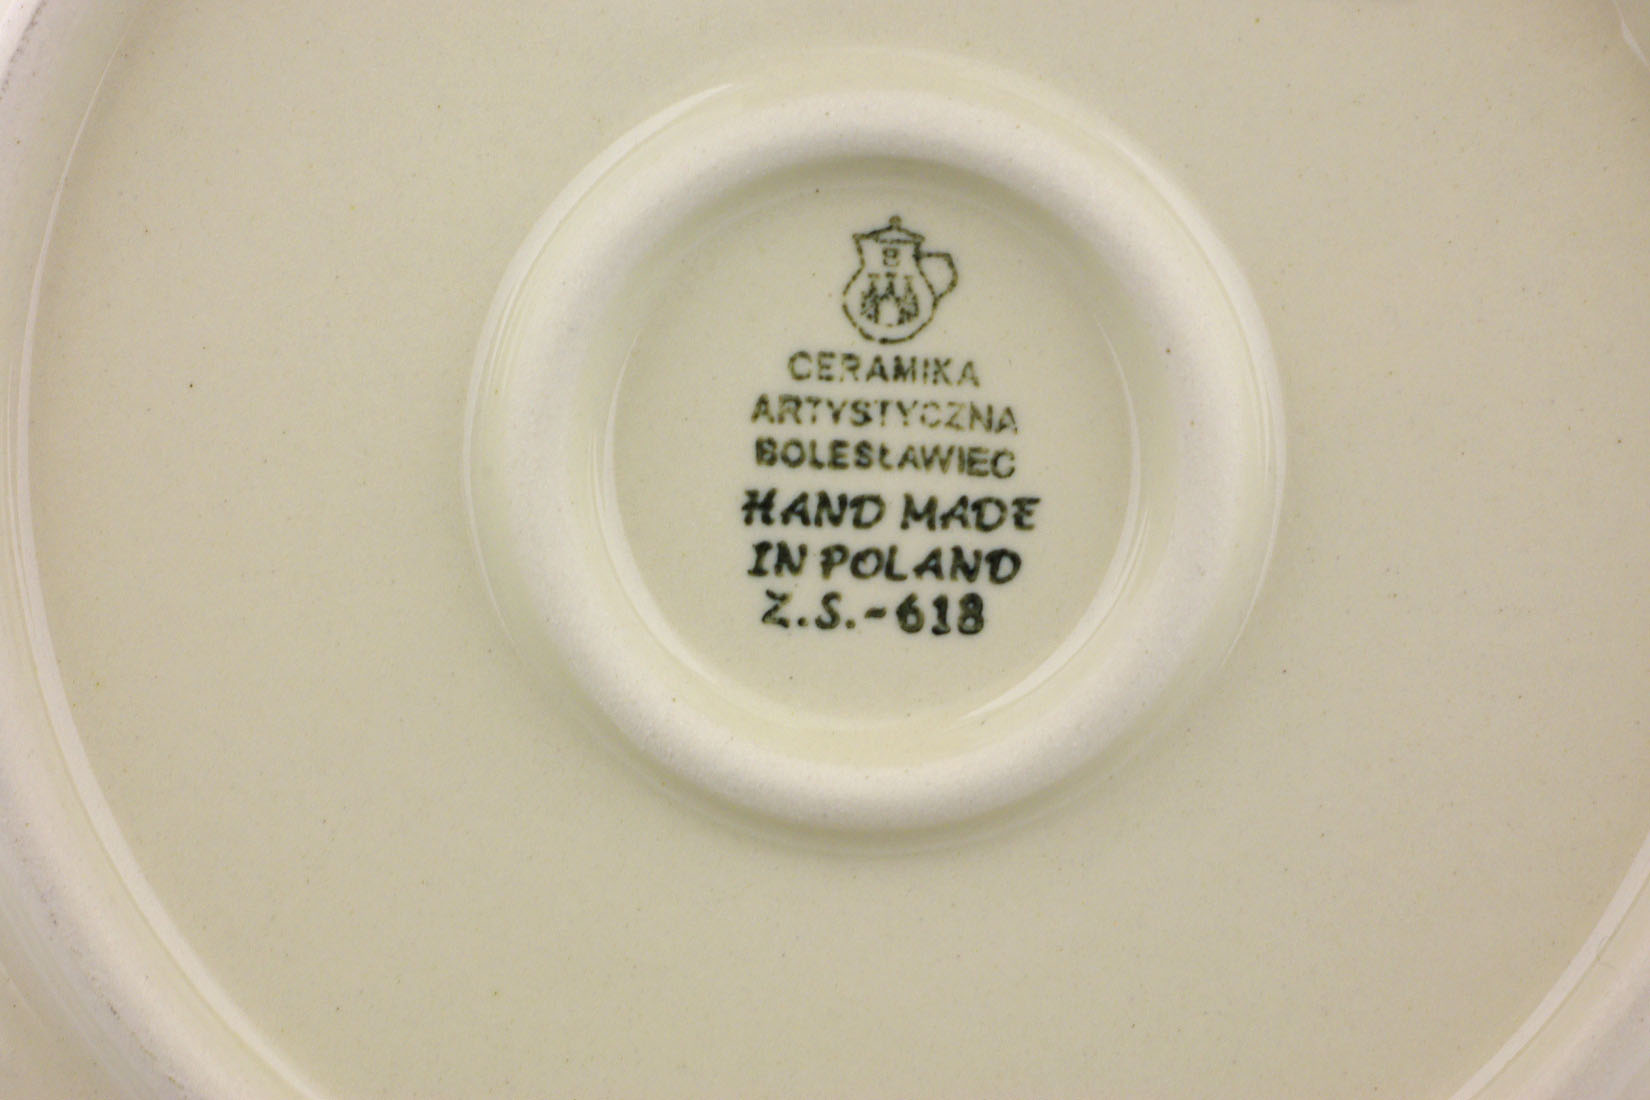 B
CERAMIKA
ARTYSTYCZNA
BOLESŁAWIEC
HAND MADE
IN POLAND
Z.S.-618